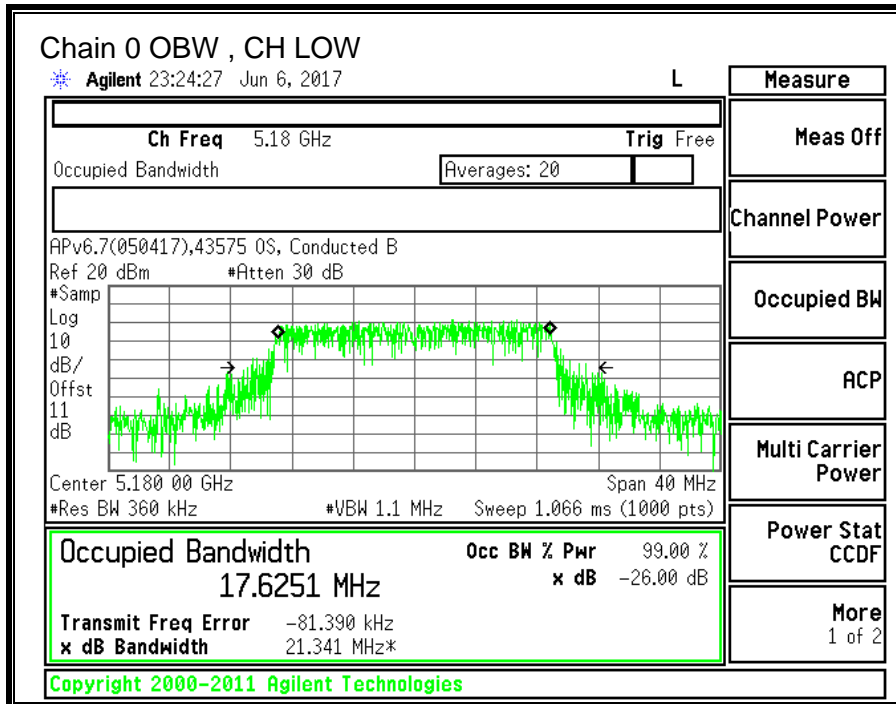 Chain 0 OBW , CH LOW
Agilent 23:24:27 Jun 6, 2017 L
Measure
Ch Freq 5.18 GHz Trig Free
Meas Off
Occupied Bandwidth Averages: 20
Channel Power
APv6.7(050417),43575 OS, Conducted B
Ref 20 dBm #Atten 30 dB
#Samp
Log
10
dB/
Offst
11
dB
Occupied BW
ACP
Multi Carrier
Power
Center 5.180 00 GHz Span 40 MHz
#Res BW 360 kHz #VBW 1.1 MHz Sweep 1.066 ms (1000 pts)
Power Stat
CCDF
Occupied Bandwidth Occ BW % Pwr 99.00 %
17.6251 MHz x dB -26.00 dB
Transmit Freq Error -81.390 kHz
x dB Bandwidth 21.341 MHz*
More
1 of 2
Copyright 2000-2011 Agilent Technologies